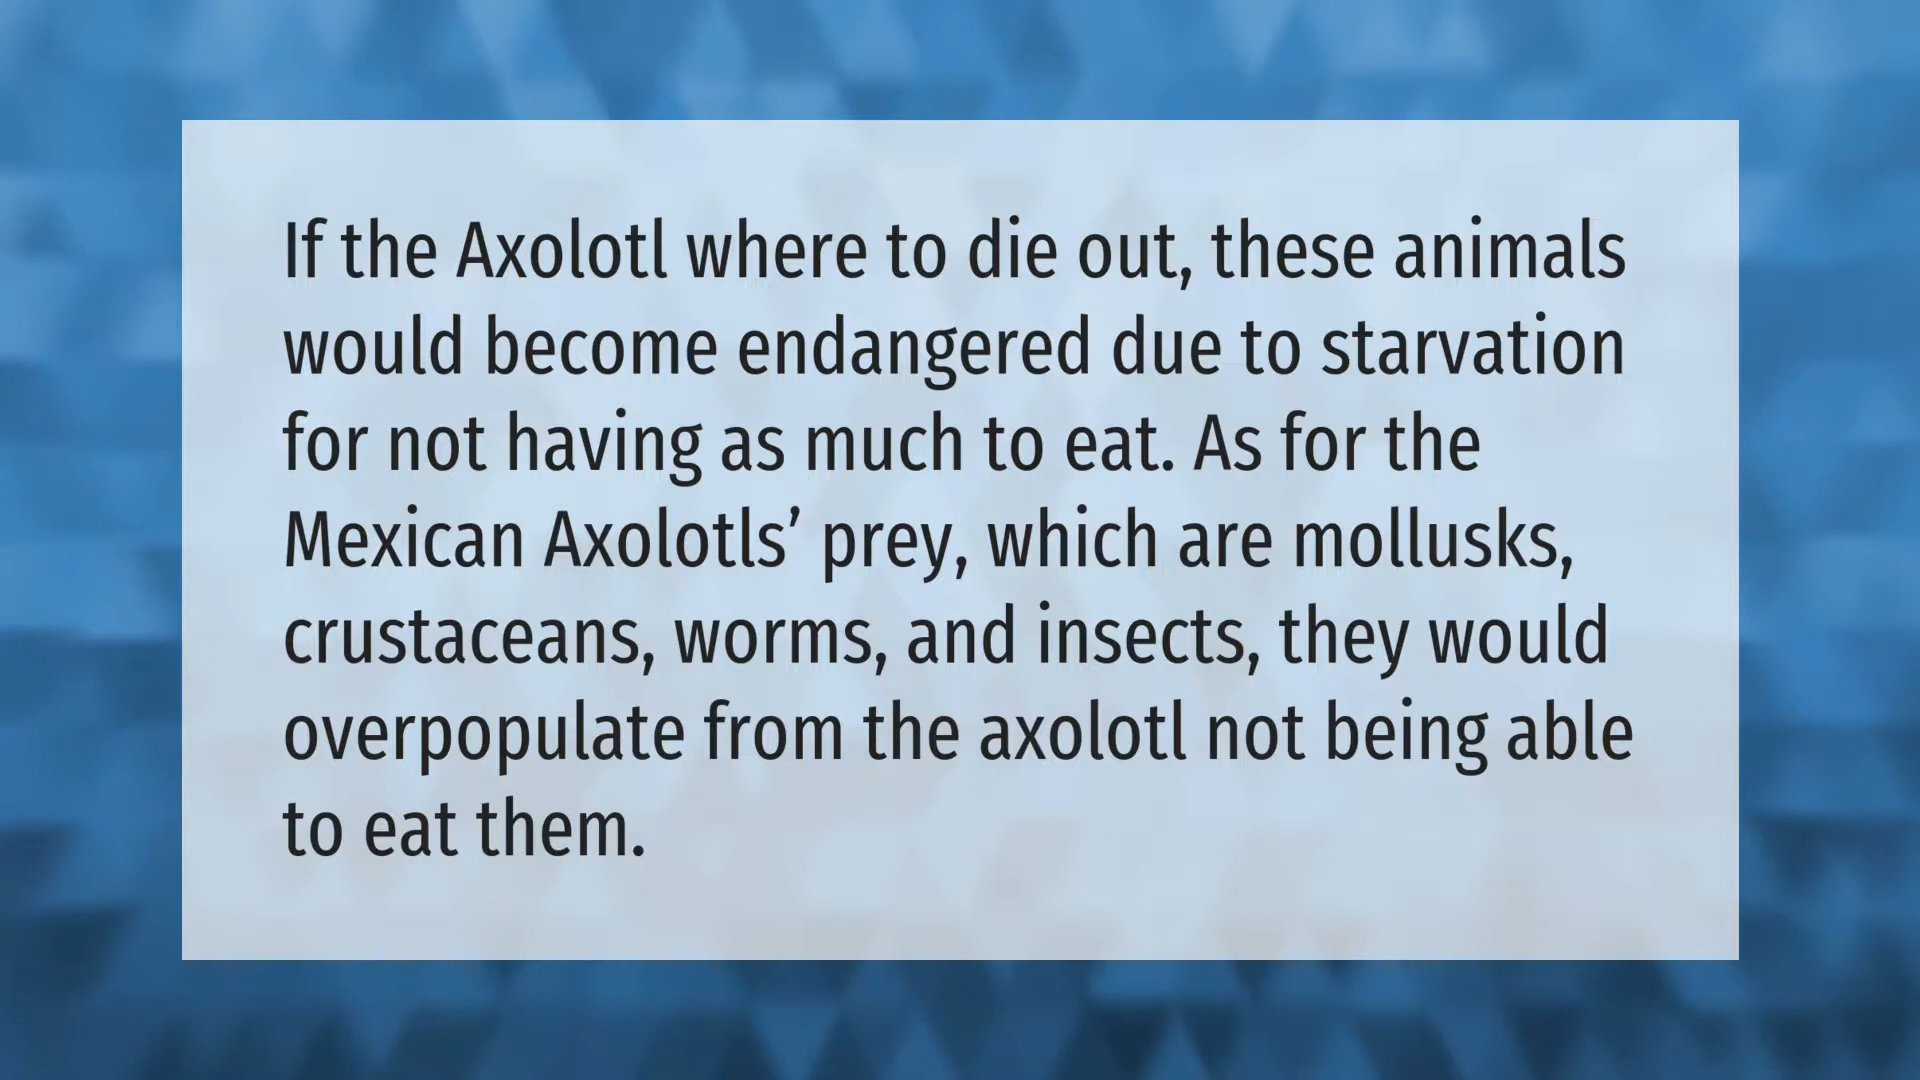 If the Axolotl where to die out, these animals
would become endangered due to starvation
for not having as much to eat. As for the
Mexican Axolotls’ prey, which are mollusks,
crustaceans, worms, and insects, they would
overpopulate from the axolotl not being able
to eat them.